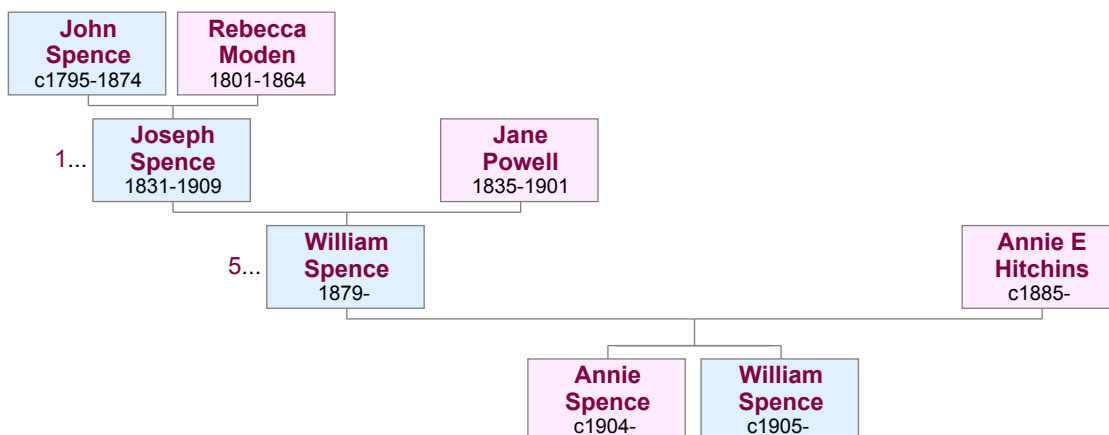 John
Spence
c1795-1874
Rebecca
Moden
1801-1864
1...
Joseph
Spence
1831-1909
Jane
Powell
1835-1901
5...
William
Spence
1879-
Annie E
Hitchins
c1885-
Annie
Spence
c1904-
William
Spence
c1905-